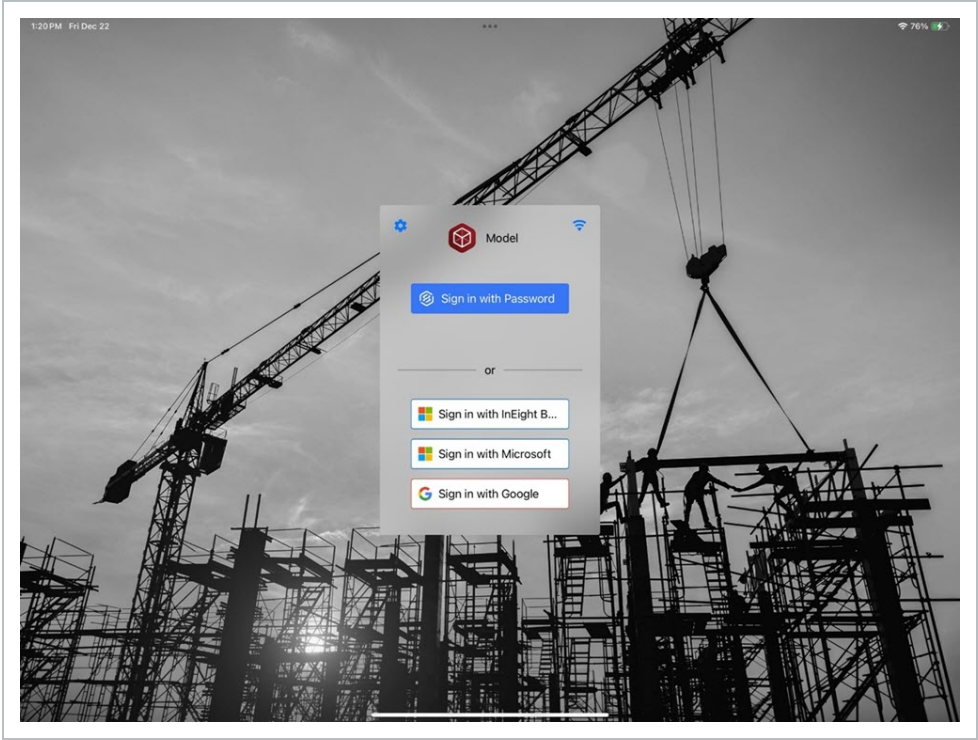 1:20 PM Fri Dec 22
76%
Model
Sign in with Password
or
Sign in with InEight B...
Sign in with Microsoft
Sign in with Google